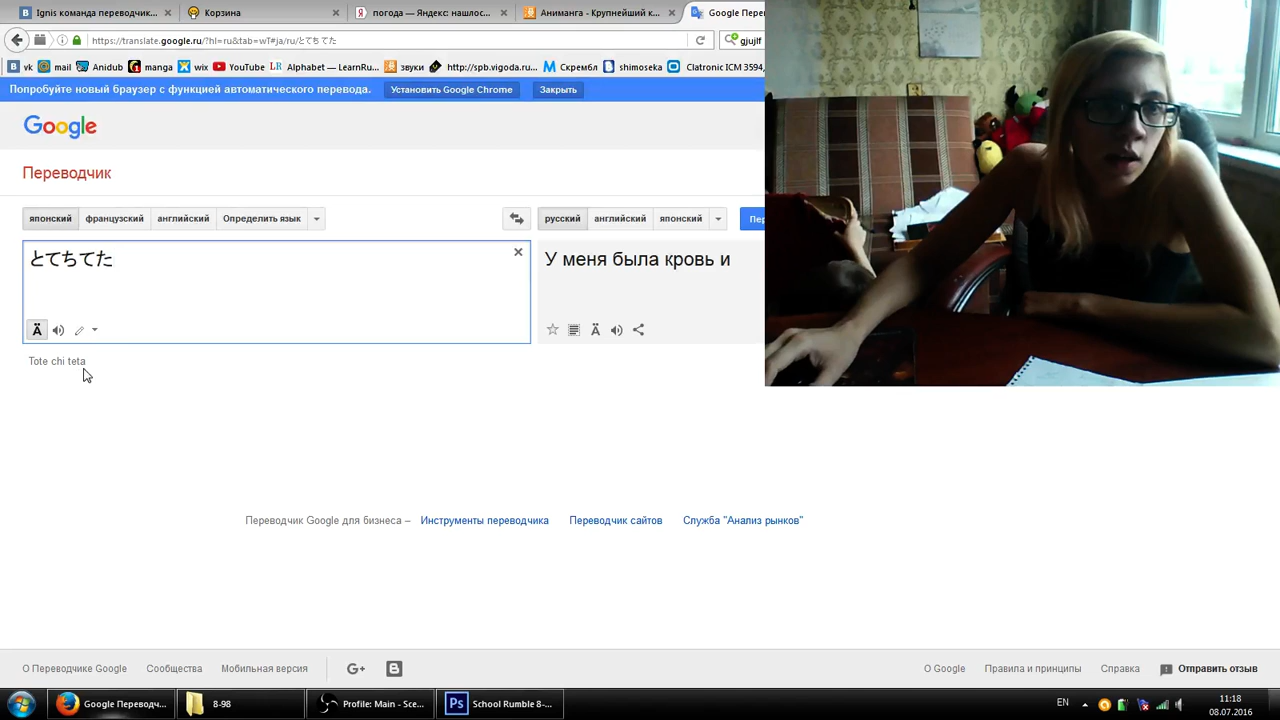 Ignis команда переводчик...
Корзина
погода — Яндекс: нашлос...
Аниманга - Крупнейший к...
Google Пере
https://translate.google.ru/?hl=ru&tab=wT#ja/ru/とてちてた
gjujlf
vk
mail
Anidub
manga
wix
YouTube
Alphabet — LearnRu...
звуки
http://spb.vigoda.ru...
Скрембл
shimoseka
Clatronic ICM 3594,
Попробуйте новый браузер с функцией автоматического перевода.
Установить Google Chrome
Закрыть
Google
Переводчик
японский
французский
английский
Определить язык
русский
английский
японский
Пер
とてちてた
У меня была кровь и
Ä
Ä
Tote chi teta
Переводчик Google для бизнеса –
Инструменты переводчика
Переводчик сайтов
Служба "Анализ рынков"
О Переводчике Google
Сообщества
Мобильная версия
G+
О Google
Правила и принципы
Справка
Отправить отзыв
Google Переводч...
8-98
Profile: Main - Sce...
Ps
School Rumble 8-...
EN
11:18
08.07.2016